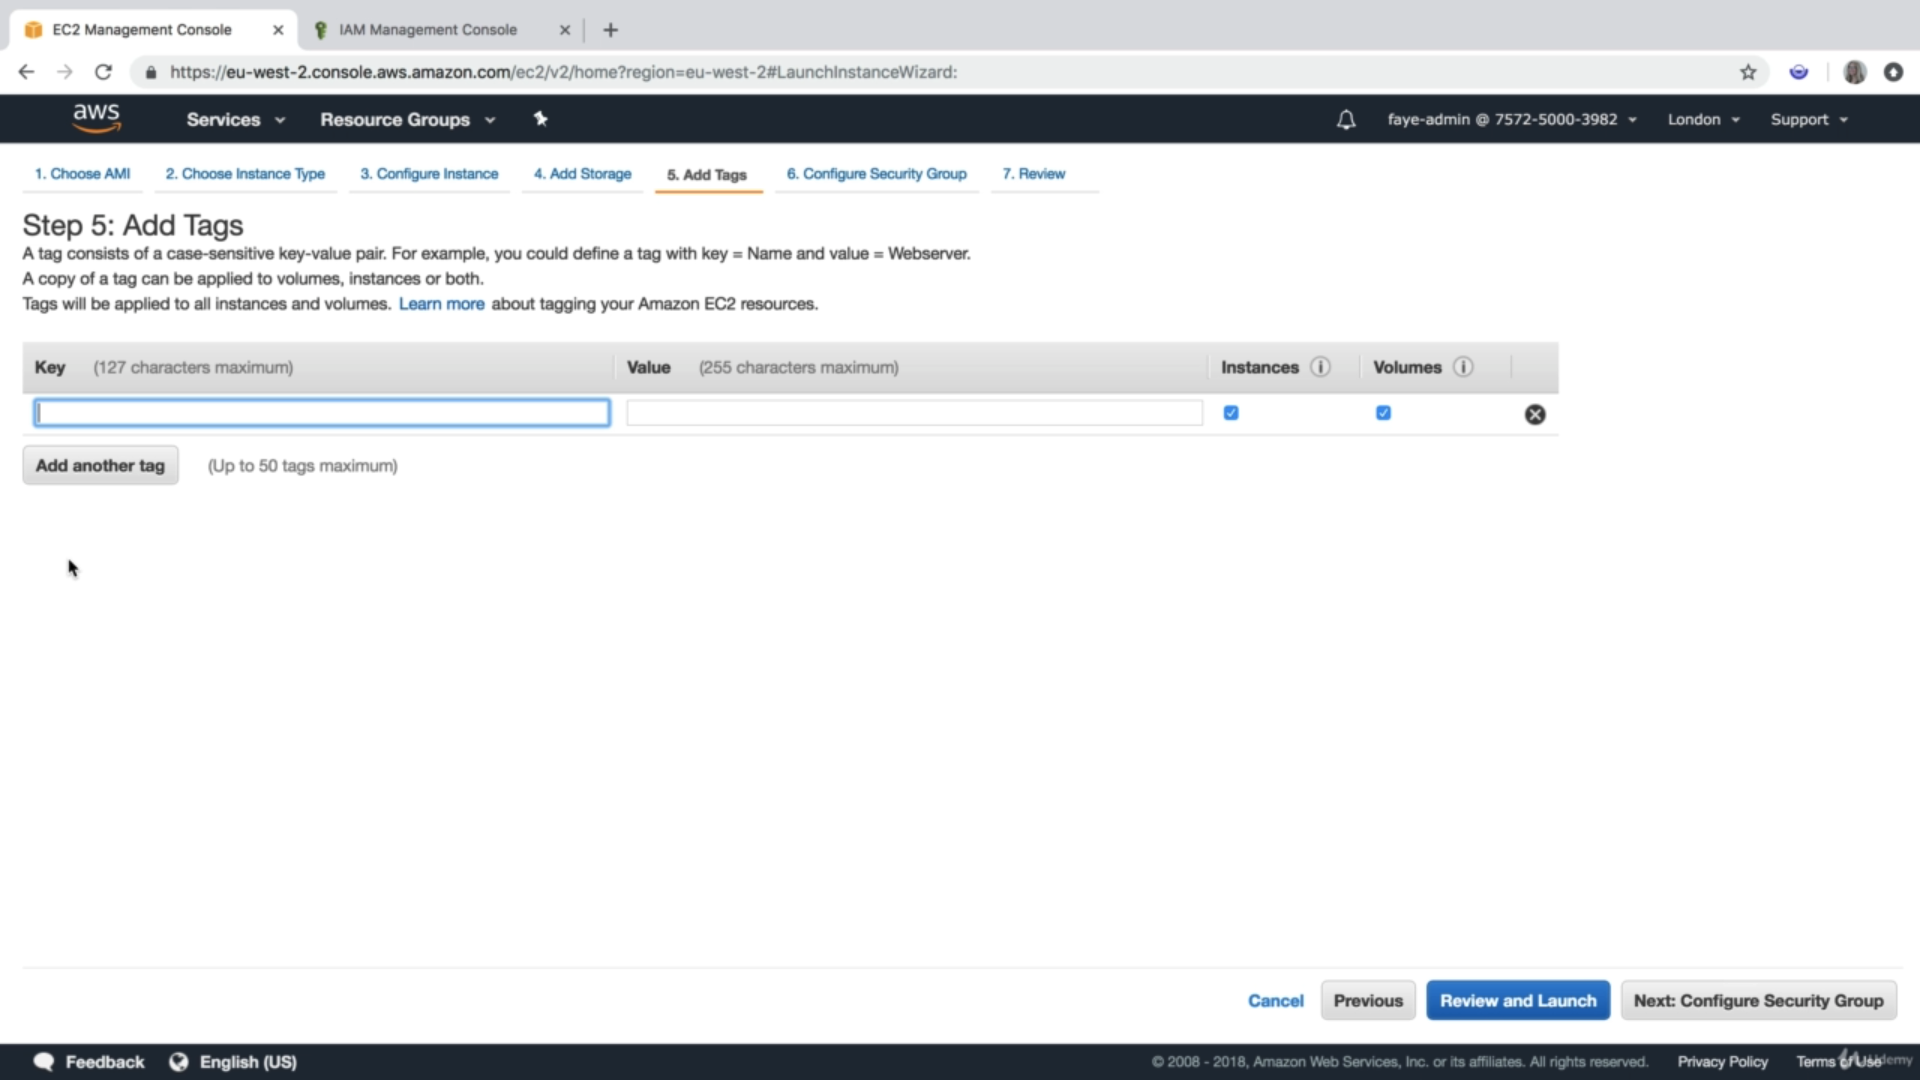 EC2 Management Console
IAM Management Console
https://eu-west-2.console.aws.amazon.com/ec2/v2/home?region=eu-west-2#LaunchInstanceWizard:
aws
Services
Resource Groups
faye-admin @ 7572-5000-3982
London
Support
1. Choose AMI
2. Choose Instance Type
3. Configure Instance
4. Add Storage
5. Add Tags
6. Configure Security Group
7. Review
Step 5: Add Tags
A tag consists of a case-sensitive key-value pair. For example, you could define a tag with key = Name and value = Webserver.
A copy of a tag can be applied to volumes, instances or both.
Tags will be applied to all instances and volumes. Learn more about tagging your Amazon EC2 resources.
Key (127 characters maximum)
Value (255 characters maximum)
Instances
Volumes
Add another tag
(Up to 50 tags maximum)
Cancel
Previous
Review and Launch
Next: Configure Security Group
Feedback
English (US)
© 2008 - 2018, Amazon Web Services, Inc. or its affiliates. All rights reserved.
Privacy Policy
Terms of Use